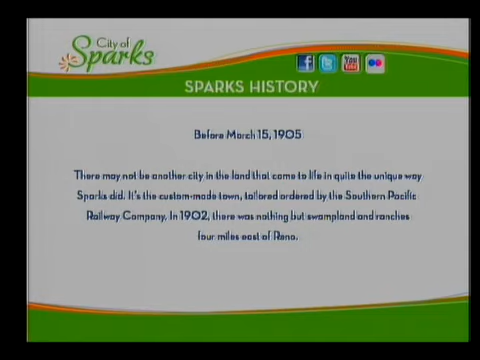 City of
Sparks
f t You Tube
SPARKS HISTORY
Before March 15, 1905
There may not be another city in the land that came to life in quite the unique way
Sparks did. It's the custom-made town, tailored ordered by the Southern Pacific
Railway Company. In 1902, there was nothing but swampland and ranches
four miles east of Reno.